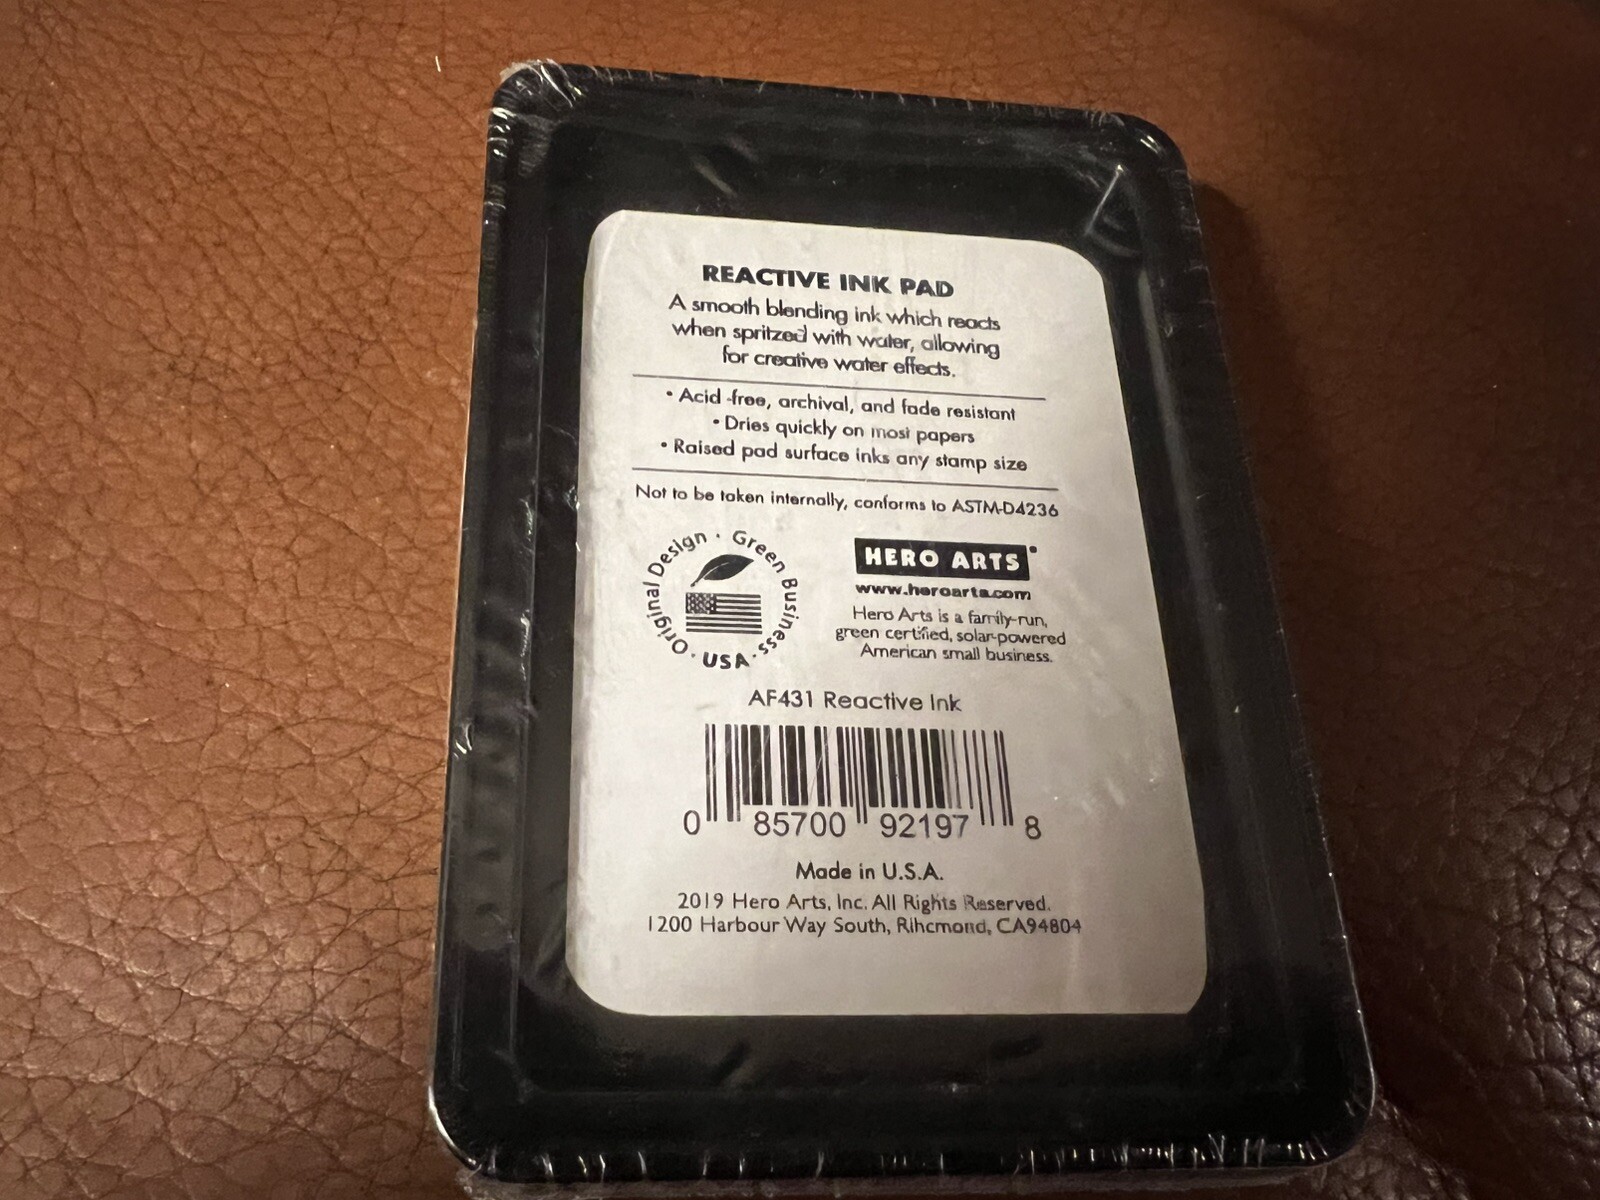 REACTIVE INK PAD
A smooth blending ink which reacts
when spritzed with water, allowing
for creative water effects.
• Acid -free, archival, and fade resistant
• Dries quickly on most papers
• Raised pad surface inks any stamp size
Not to be taken internally, conforms to ASTM-D4236
Original Design · Green Business · USA ·
HERO ARTS®
www.heroarts.com
Hero Arts is a family-run,
green certified, solar-powered
American small business.
AF431 Reactive Ink
0 85700 92197 8
Made in U.S.A.
2019 Hero Arts, Inc. All Rights Reserved.
1200 Harbour Way South, Rihcmond, CA94804